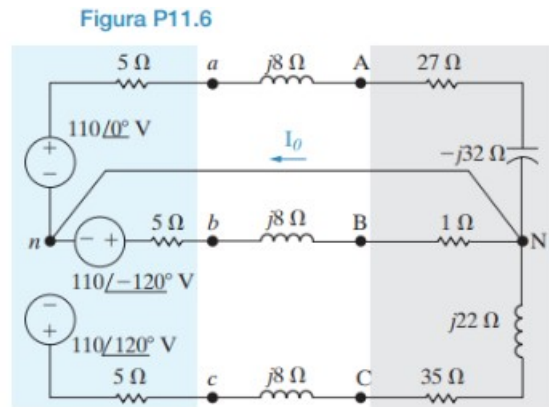 Figura P11.6
5 Ω a j8 Ω A 27 Ω
110/0° V
+
−
I0
−j32 Ω
5 Ω b j8 Ω B 1 Ω
n − + N
110/−120° V
−
+
j22 Ω
110/120° V
5 Ω c j8 Ω C 35 Ω